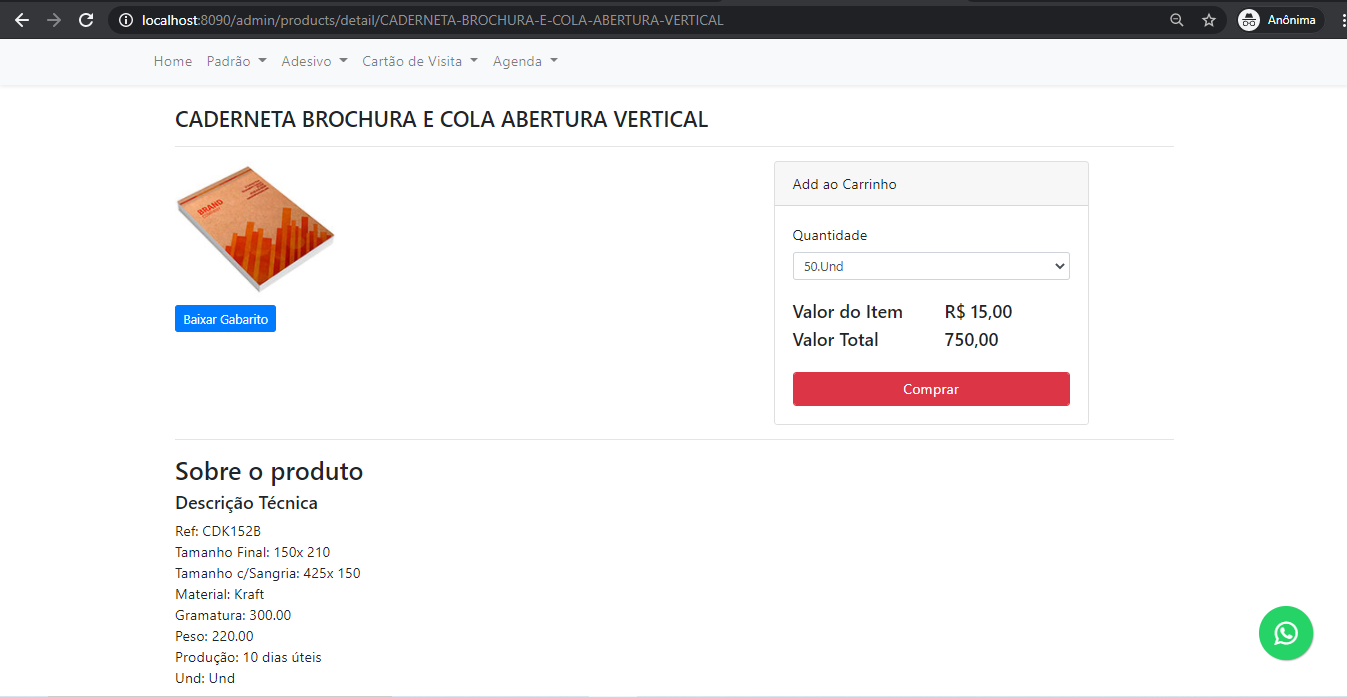 localhost:8090/admin/products/detail/CADERNETA-BROCHURA-E-COLA-ABERTURA-VERTICAL
Anônima
Home Padrão Adesivo Cartão de Visita Agenda
CADERNETA BROCHURA E COLA ABERTURA VERTICAL
BRAND
Baixar Gabarito
Add ao Carrinho
Quantidade
50.Und
Valor do Item R$ 15,00
Valor Total 750,00
Comprar
Sobre o produto
Descrição Técnica
Ref: CDK152B
Tamanho Final: 150x 210
Tamanho c/Sangria: 425x 150
Material: Kraft
Gramatura: 300.00
Peso: 220.00
Produção: 10 dias úteis
Und: Und